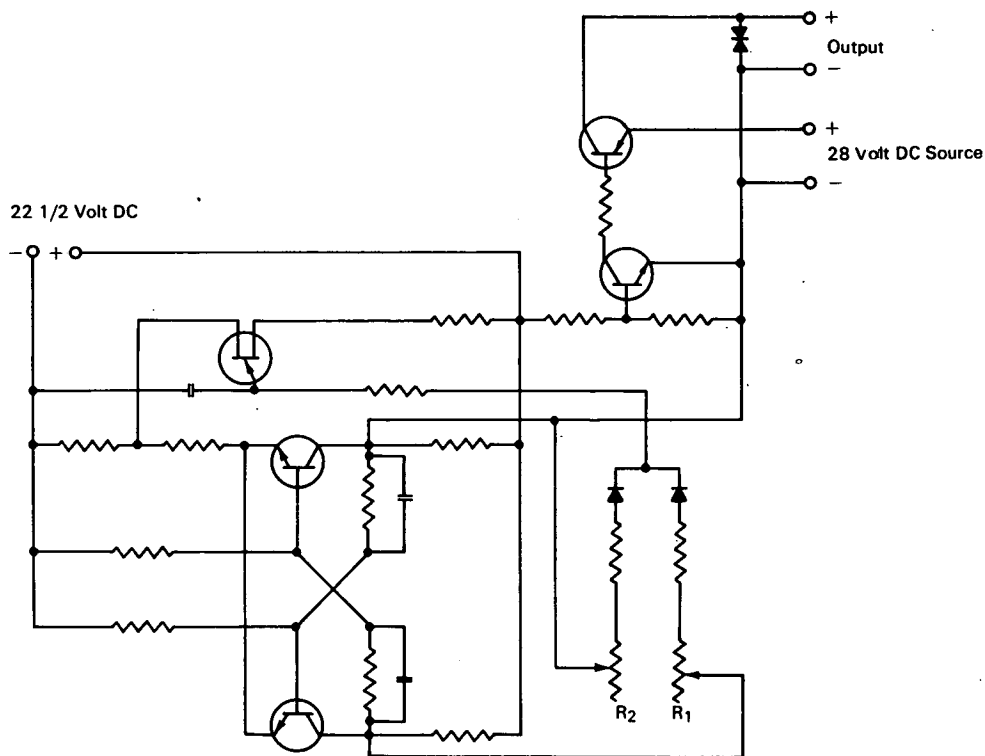 +
Output
−
+
28 Volt DC Source
−
22 1/2 Volt DC
− +
R2 R1